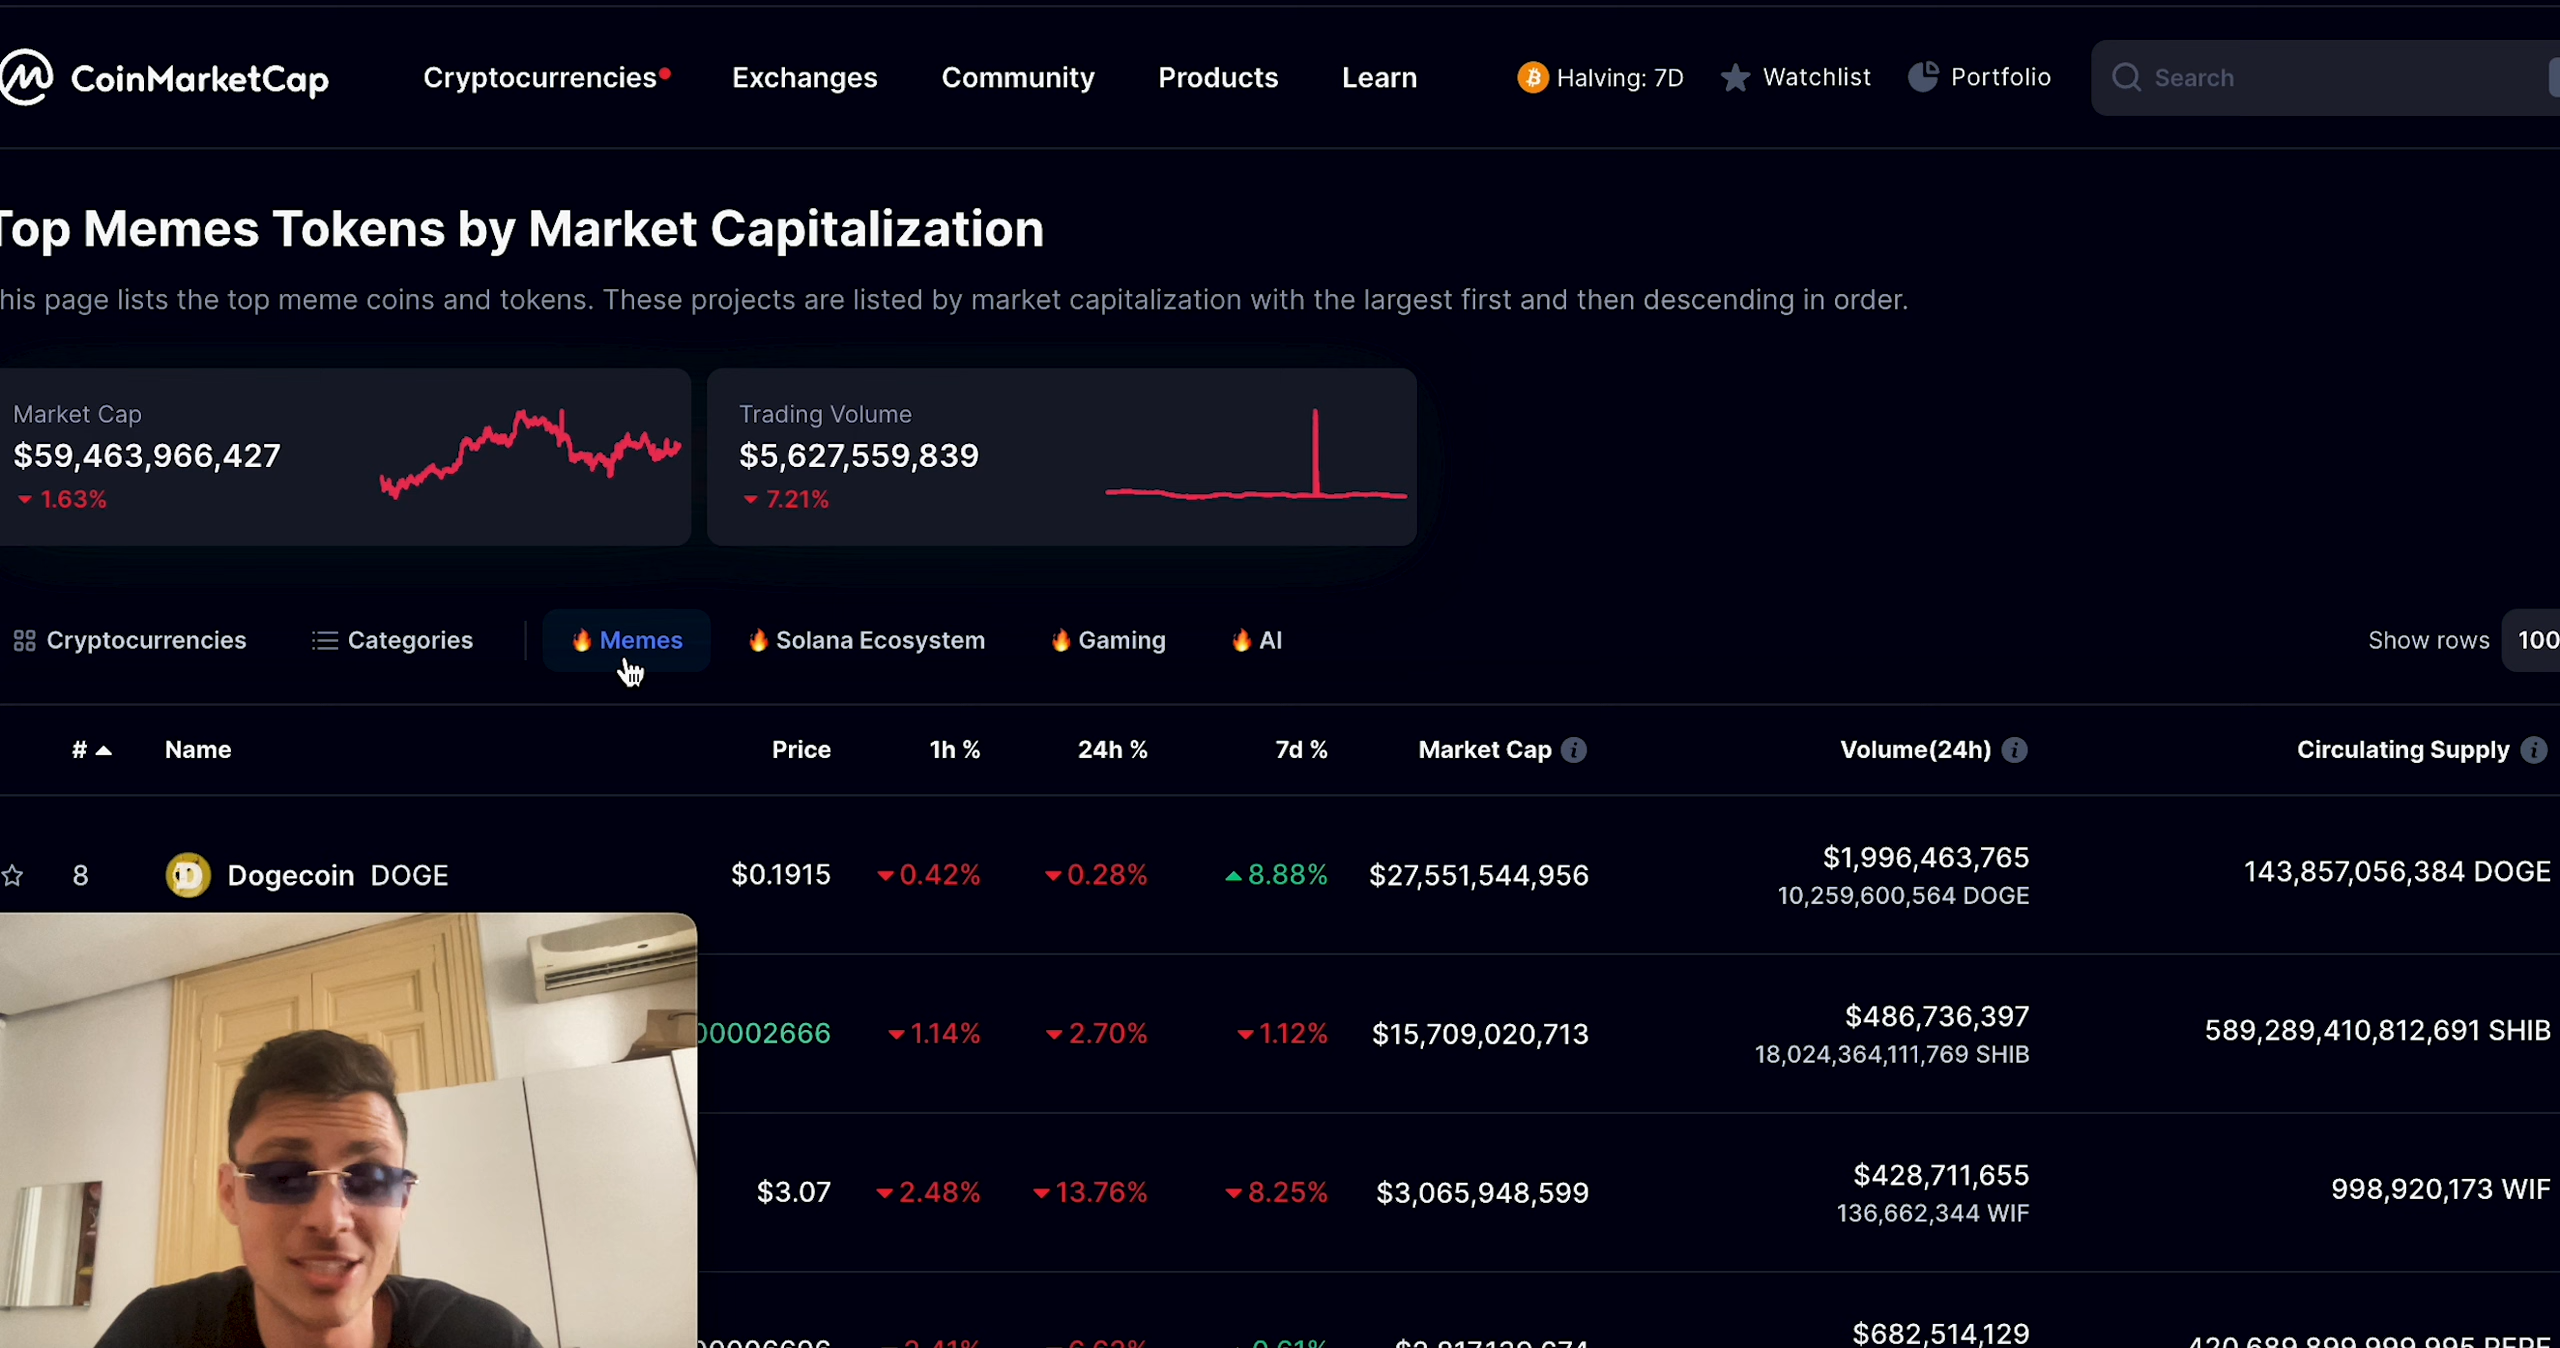 CoinMarketCap Cryptocurrencies Exchanges Community Products Learn Halving: 7D Watchlist Portfolio Search
Top Memes Tokens by Market Capitalization
his page lists the top meme coins and tokens. These projects are listed by market capitalization with the largest first and then descending in order.
Market Cap
$59,463,966,427
1.63%
Trading Volume
$5,627,559,839
7.21%
Cryptocurrencies Categories Memes Solana Ecosystem Gaming AI Show rows 100
# Name Price 1h % 24h % 7d % Market Cap Volume(24h) Circulating Supply
8 Dogecoin DOGE $0.1915 0.42% 0.28% 8.88% $27,551,544,956 $1,996,463,765 143,857,056,384 DOGE
10,259,600,564 DOGE
00002666 1.14% 2.70% 1.12% $15,709,020,713 $486,736,397 589,289,410,812,691 SHIB
18,024,364,111,769 SHIB
$3.07 2.48% 13.76% 8.25% $3,065,948,599 $428,711,655 998,920,173 WIF
136,662,344 WIF
$682,514,129